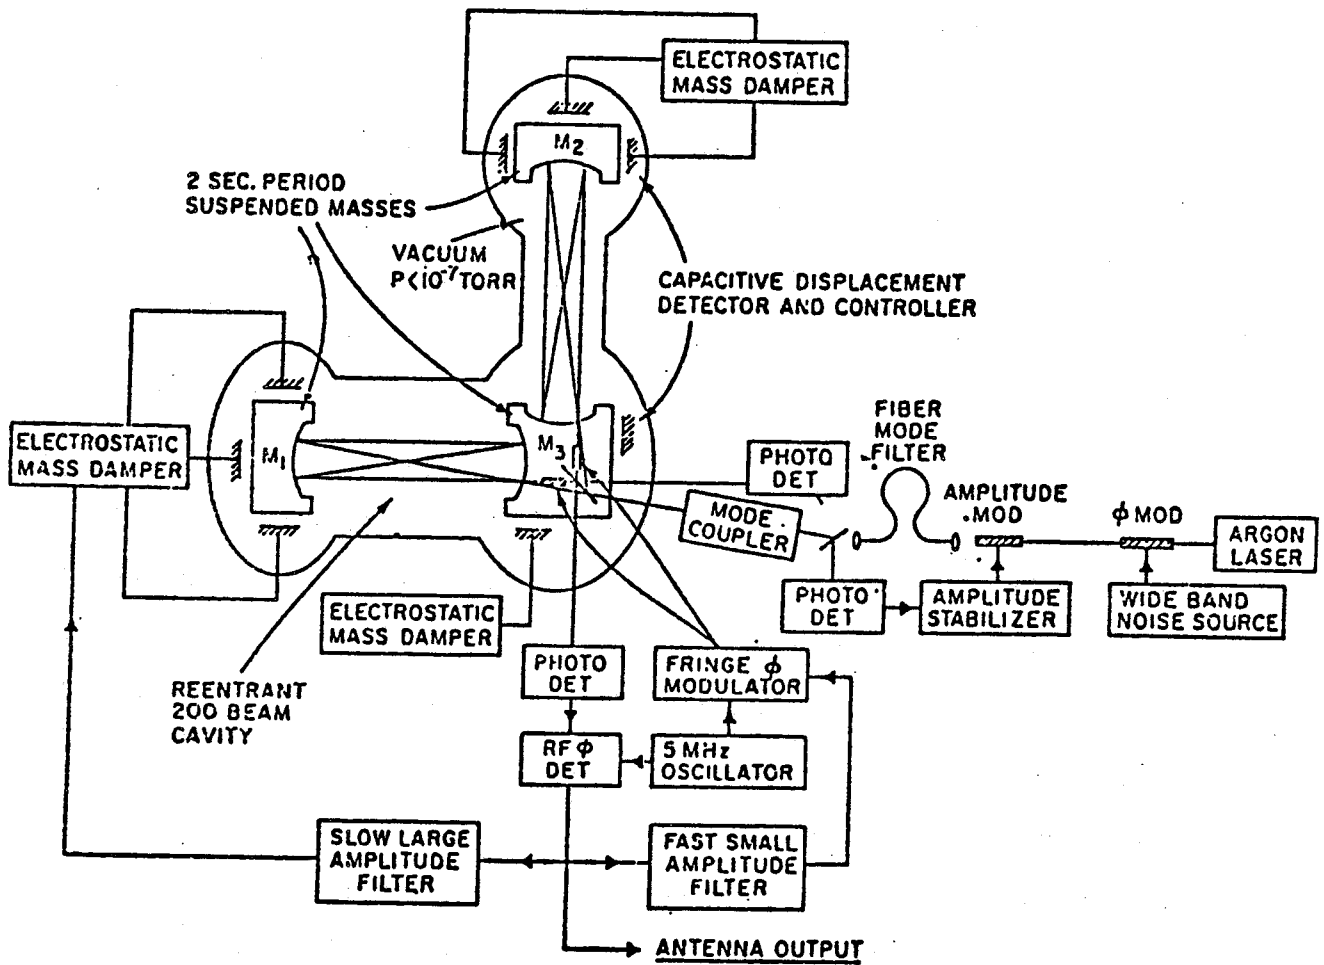 ELECTROSTATIC
MASS DAMPER
M2
2 SEC. PERIOD
SUSPENDED MASSES
VACUUM
P<10-7 TORR
CAPACITIVE DISPLACEMENT
DETECTOR AND CONTROLLER
ELECTROSTATIC
MASS DAMPER
M1
M3
PHOTO
DET
FIBER
MODE
FILTER
MODE
COUPLER
AMPLITUDE
MOD
ϕ MOD
ARGON
LASER
ELECTROSTATIC
MASS DAMPER
PHOTO
DET
AMPLITUDE
STABILIZER
WIDE BAND
NOISE SOURCE
REENTRANT
200 BEAM
CAVITY
PHOTO
DET
FRINGE ϕ
MODULATOR
RF ϕ
DET
5 MHz
OSCILLATOR
SLOW LARGE
AMPLITUDE
FILTER
FAST SMALL
AMPLITUDE
FILTER
ANTENNA OUTPUT